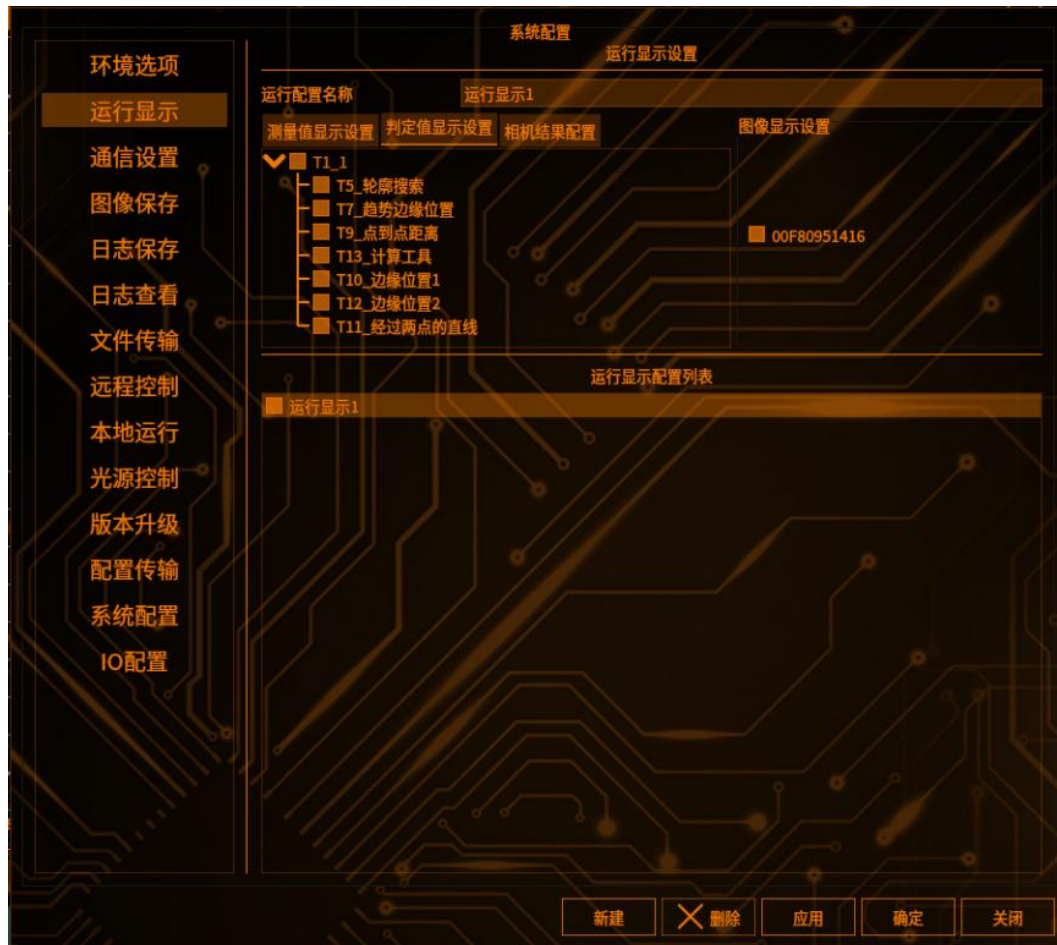 系统配置
环境选项
运行显示
通信设置
图像保存
日志保存
日志查看
文件传输
远程控制
本地运行
光源控制
版本升级
配置传输
系统配置
IO配置
运行显示设置
运行配置名称 运行显示1
测量值显示设置 判定值显示设置 相机结果配置
T1_1
T5_轮廓搜索
T7_趋势边缘位置
T9_点到点距离
T13_计算工具
T10_边缘位置1
T12_边缘位置2
T11_经过两点的直线
图像显示设置
00F80951416
运行显示配置列表
运行显示1
新建 删除 应用 确定 关闭